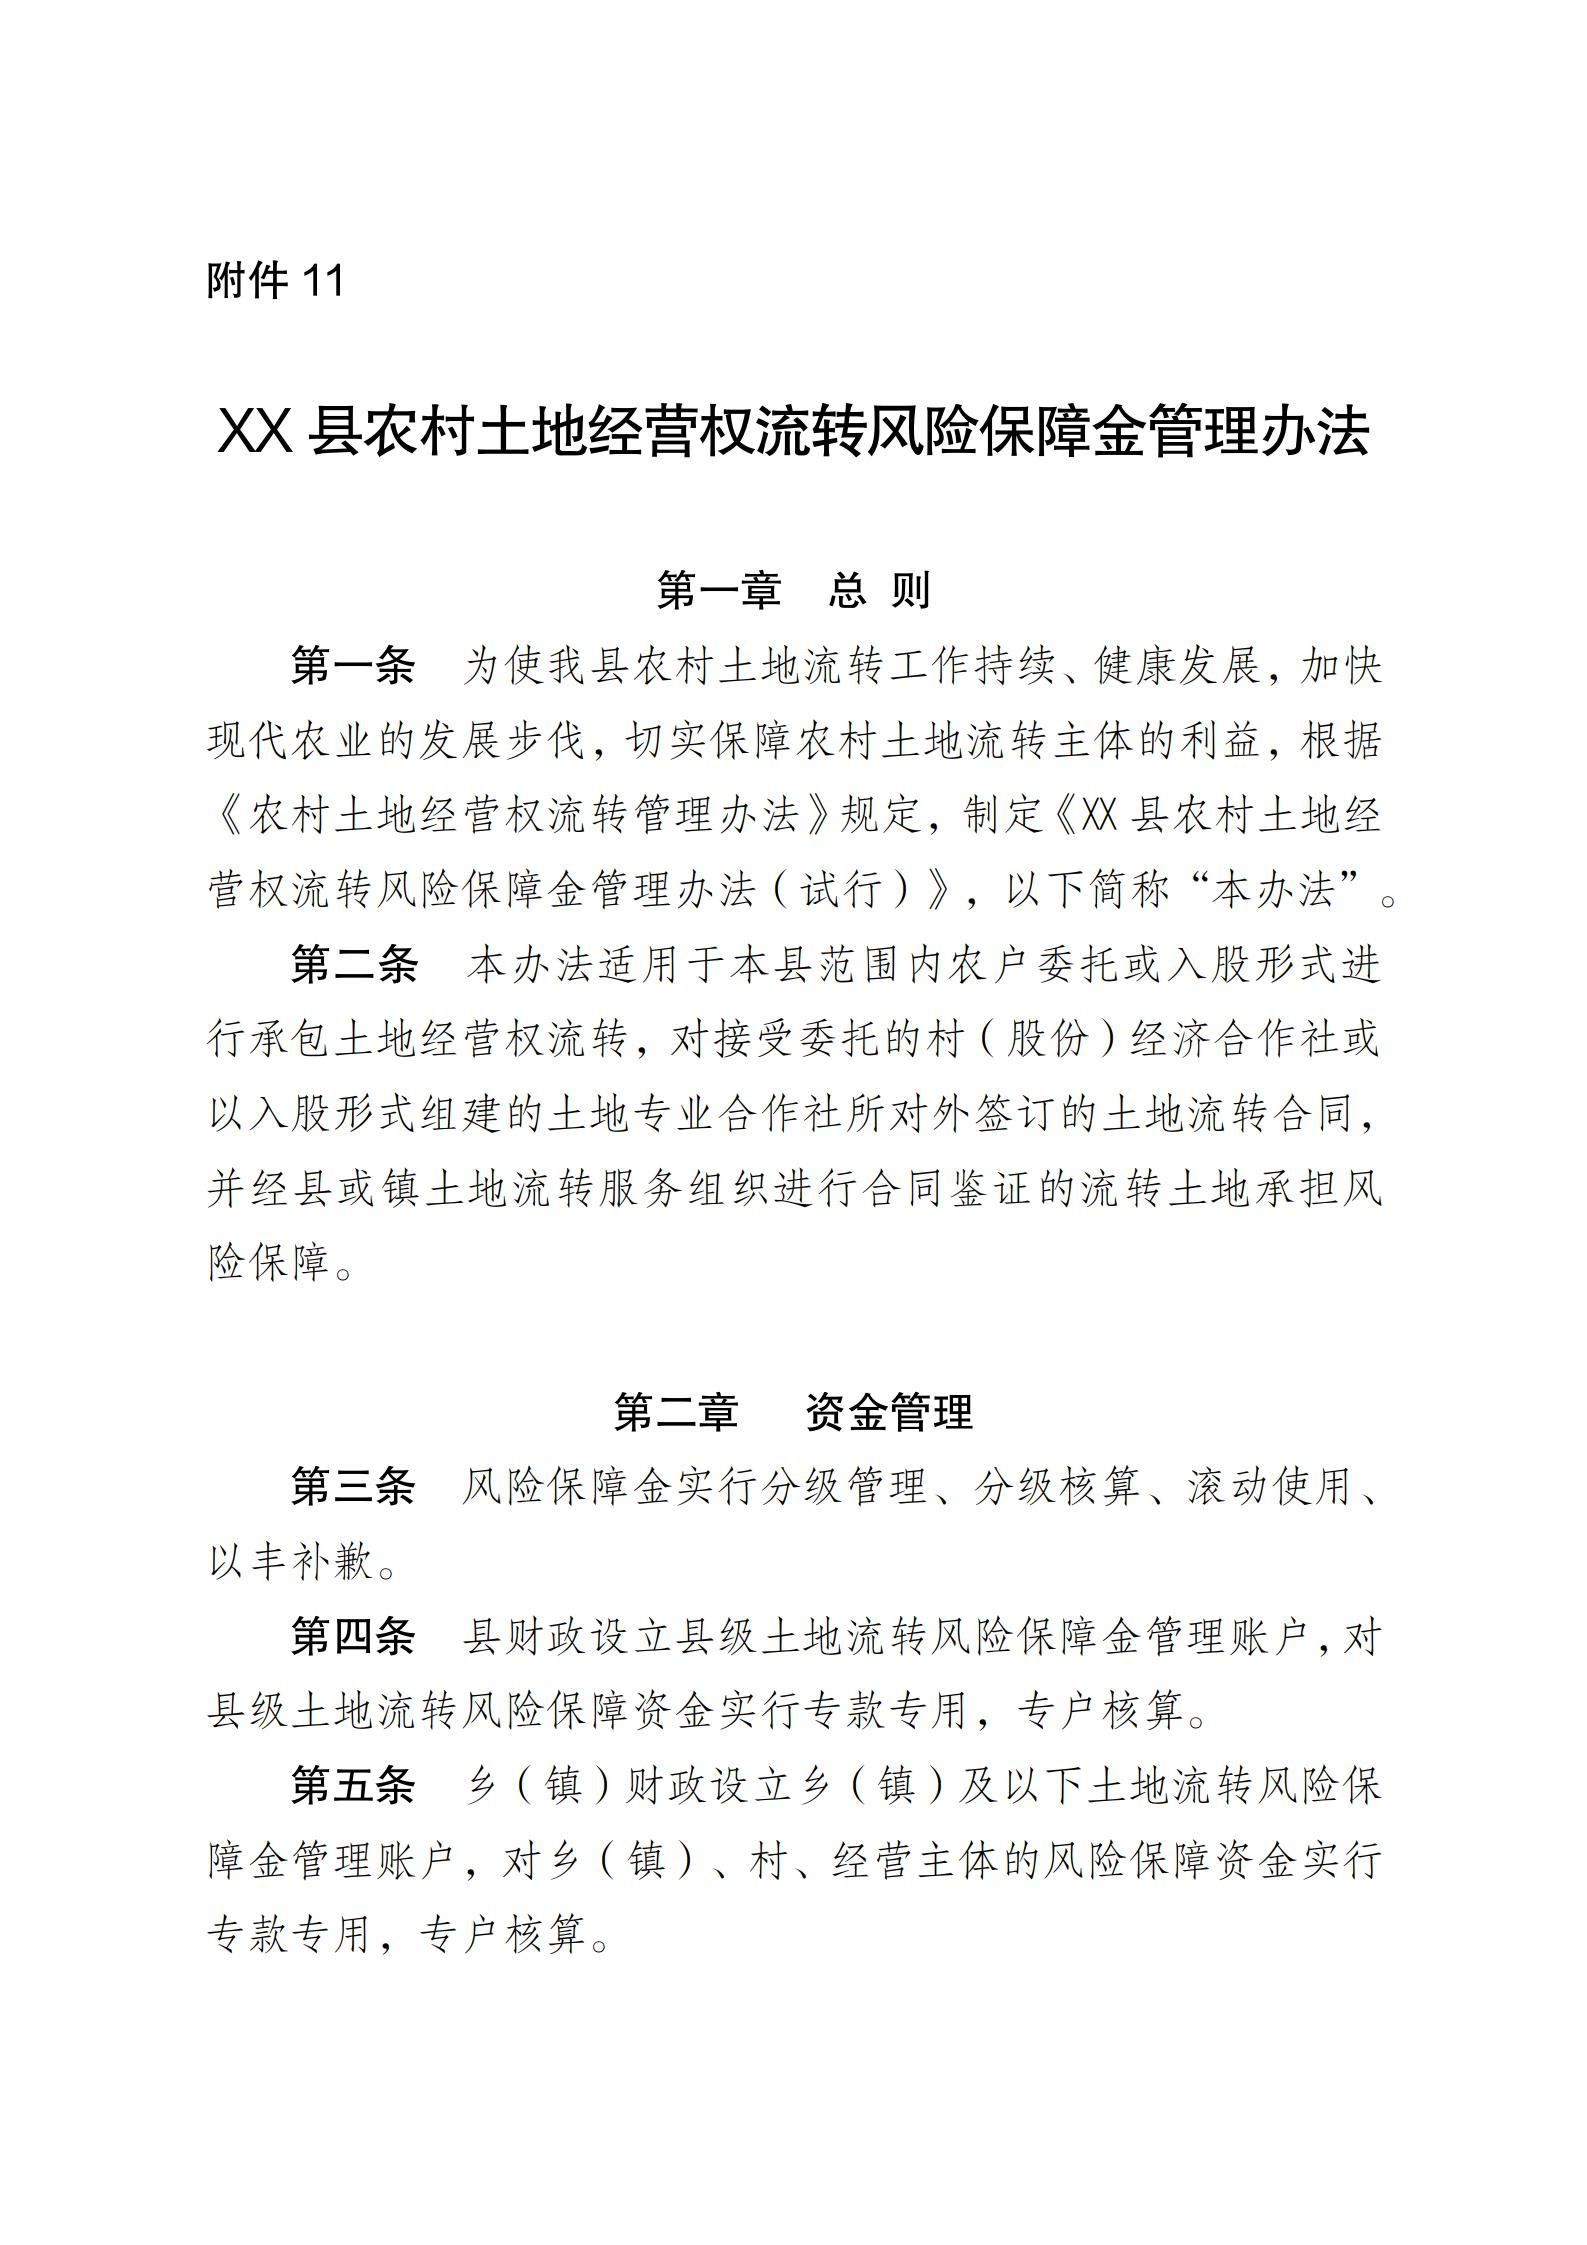 附件 11
XX 县农村土地经营权流转风险保障金管理办法
第一章 总 则
第一条 为使我县农村土地流转工作持续、健康发展，加快
现代农业的发展步伐，切实保障农村土地流转主体的利益，根据
《农村土地经营权流转管理办法》规定，制定《XX 县农村土地经
营权流转风险保障金管理办法（试行）》，以下简称“本办法”。
第二条 本办法适用于本县范围内农户委托或入股形式进
行承包土地经营权流转，对接受委托的村（股份）经济合作社或
以入股形式组建的土地专业合作社所对外签订的土地流转合同，
并经县或镇土地流转服务组织进行合同鉴证的流转土地承担风
险保障。
第二章 资金管理
第三条 风险保障金实行分级管理、分级核算、滚动使用、
以丰补歉。
第四条 县财政设立县级土地流转风险保障金管理账户，对
县级土地流转风险保障资金实行专款专用，专户核算。
第五条 乡（镇）财政设立乡（镇）及以下土地流转风险保
障金管理账户，对乡（镇）、村、经营主体的风险保障资金实行
专款专用，专户核算。